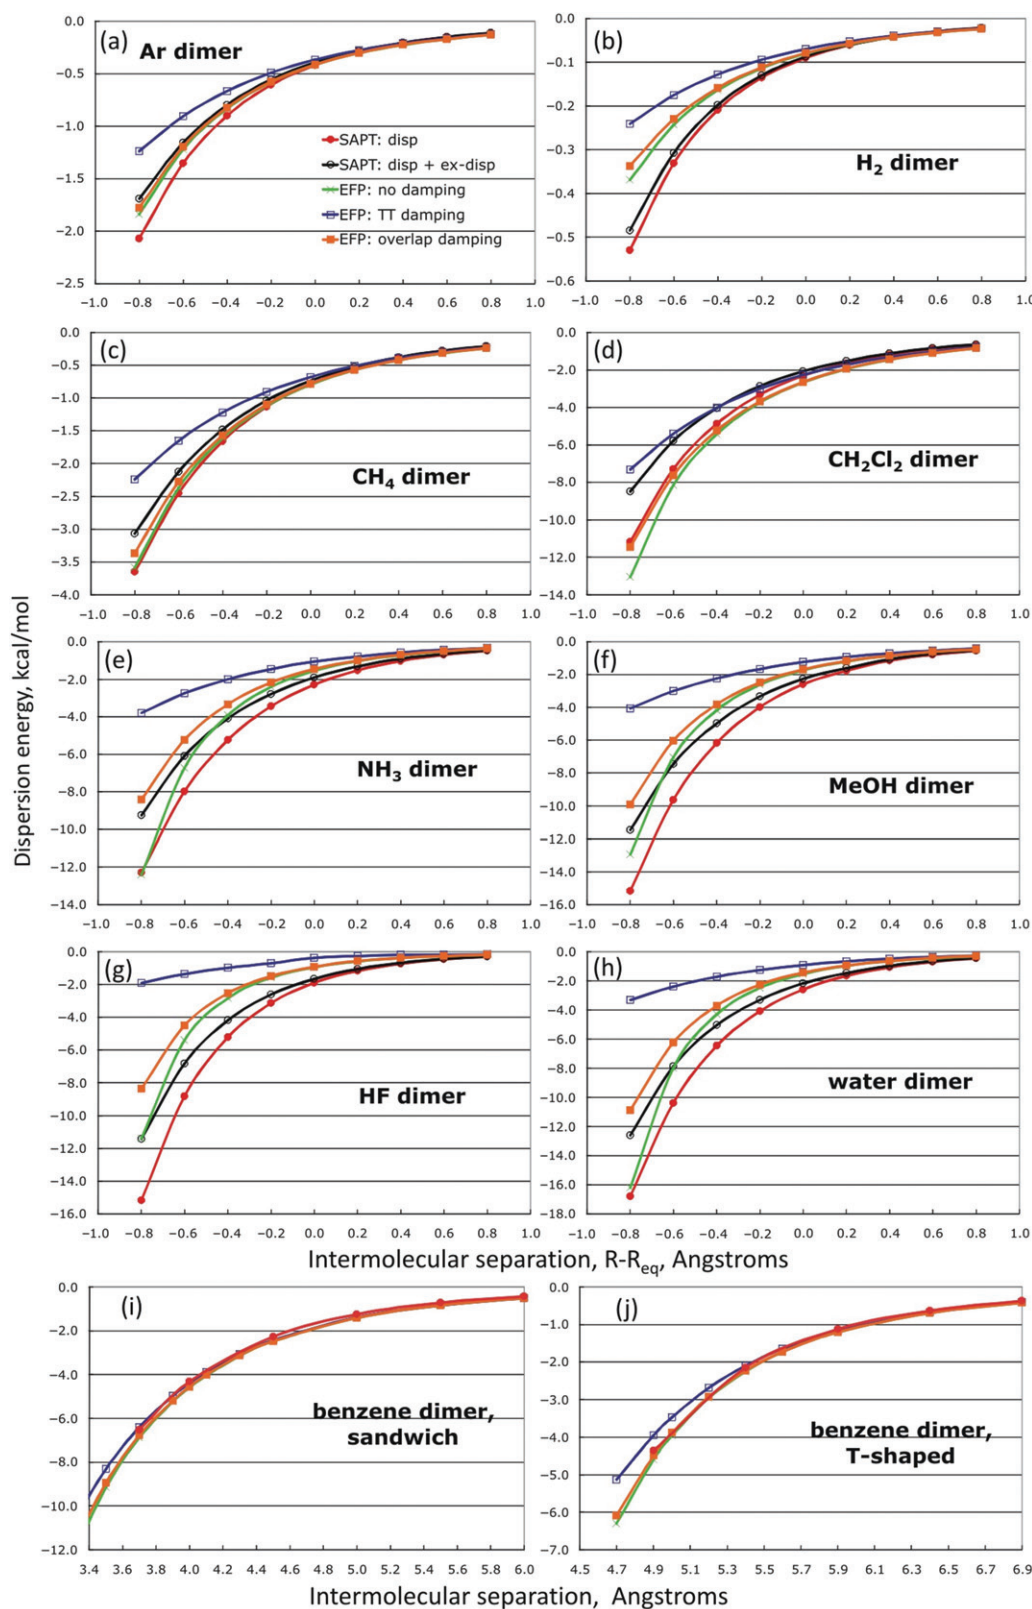 Dispersion energy, kcal/mol
(a)
Ar dimer
SAPT: disp
SAPT: disp + ex-disp
EFP: no damping
EFP: TT damping
EFP: overlap damping
0.0
−0.5
−1.0
−1.5
−2.0
−2.5
−1.0 −0.8 −0.6 −0.4 −0.2 0.0 0.2 0.4 0.6 0.8 1.0
(b)
H₂ dimer
0.0
−0.1
−0.2
−0.3
−0.4
−0.5
−0.6
−1.0 −0.8 −0.6 −0.4 −0.2 0.0 0.2 0.4 0.6 0.8 1.0
(c)
CH₄ dimer
0.0
−0.5
−1.0
−1.5
−2.0
−2.5
−3.0
−3.5
−4.0
−1.0 −0.8 −0.6 −0.4 −0.2 0.0 0.2 0.4 0.6 0.8 1.0
(d)
CH₂Cl₂ dimer
0.0
−2.0
−4.0
−6.0
−8.0
−10.0
−12.0
−14.0
−1.0 −0.8 −0.6 −0.4 −0.2 0.0 0.2 0.4 0.6 0.8 1.0
(e)
NH₃ dimer
0.0
−2.0
−4.0
−6.0
−8.0
−10.0
−12.0
−14.0
−1.0 −0.8 −0.6 −0.4 −0.2 0.0 0.2 0.4 0.6 0.8 1.0
(f)
MeOH dimer
0.0
−2.0
−4.0
−6.0
−8.0
−10.0
−12.0
−14.0
−16.0
−1.0 −0.8 −0.6 −0.4 −0.2 0.0 0.2 0.4 0.6 0.8 1.0
(g)
HF dimer
0.0
−2.0
−4.0
−6.0
−8.0
−10.0
−12.0
−14.0
−16.0
−1.0 −0.8 −0.6 −0.4 −0.2 0.0 0.2 0.4 0.6 0.8 1.0
(h)
water dimer
0.0
−2.0
−4.0
−6.0
−8.0
−10.0
−12.0
−14.0
−16.0
−18.0
−1.0 −0.8 −0.6 −0.4 −0.2 0.0 0.2 0.4 0.6 0.8 1.0
Intermolecular separation, R-Req, Angstroms
(i)
benzene dimer,
sandwich
0.0
−2.0
−4.0
−6.0
−8.0
−10.0
−12.0
3.4 3.6 3.8 4.0 4.2 4.4 4.6 4.8 5.0 5.2 5.4 5.6 5.8 6.0
(j)
benzene dimer,
T-shaped
0.0
−1.0
−2.0
−3.0
−4.0
−5.0
−6.0
−7.0
4.5 4.7 4.9 5.1 5.3 5.5 5.7 5.9 6.1 6.3 6.5 6.7 6.9
Intermolecular separation, Angstroms